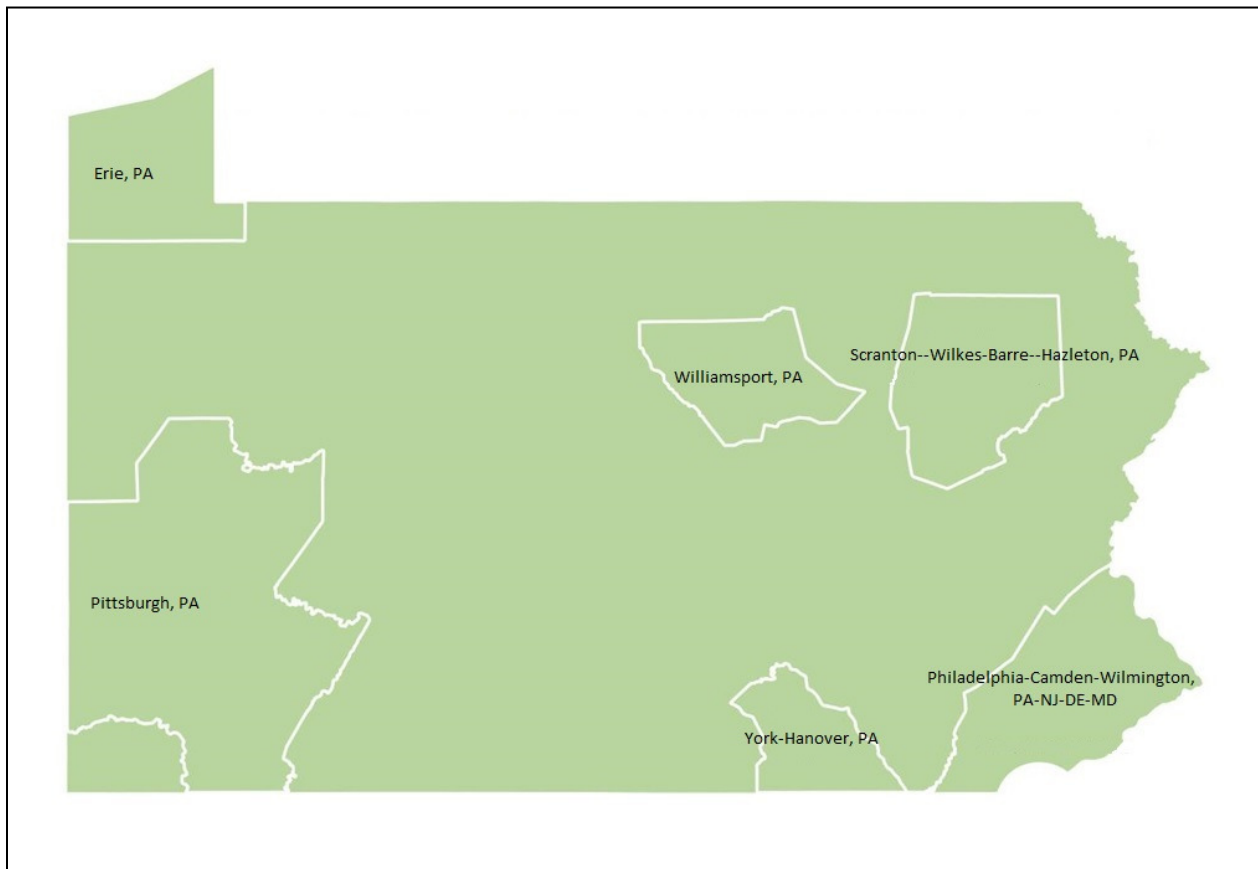 Erie, PA
Scranton--Wilkes-Barre--Hazleton, PA
Williamsport, PA
Pittsburgh, PA
Philadelphia-Camden-Wilmington,
PA-NJ-DE-MD
York-Hanover, PA